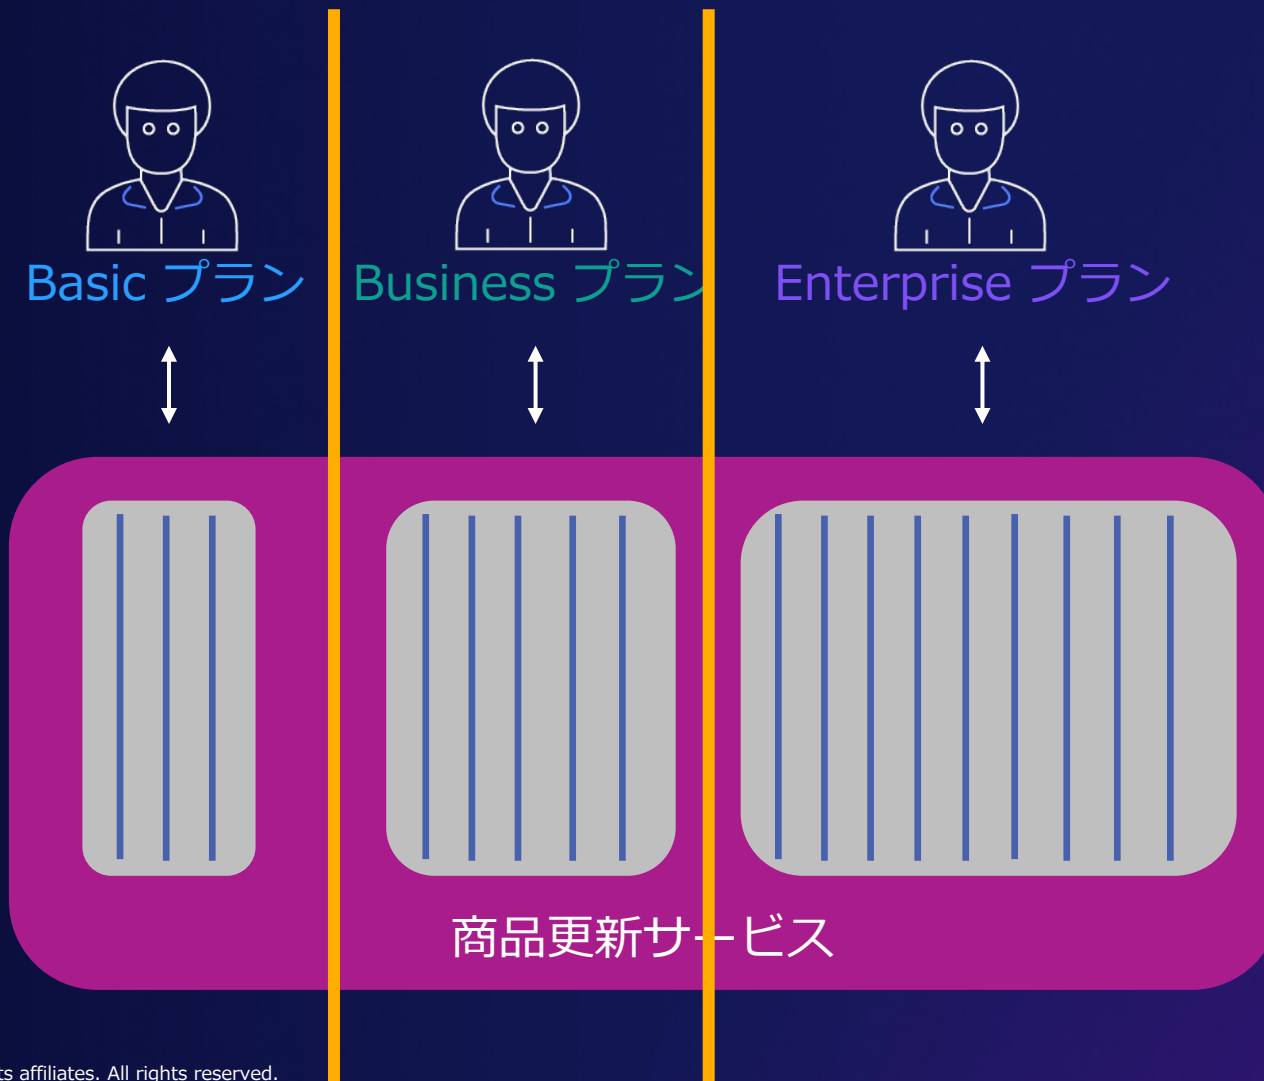 Basic プラン
Business プラン
Enterprise プラン
商品更新サービス
ts affiliates. All rights reserved.